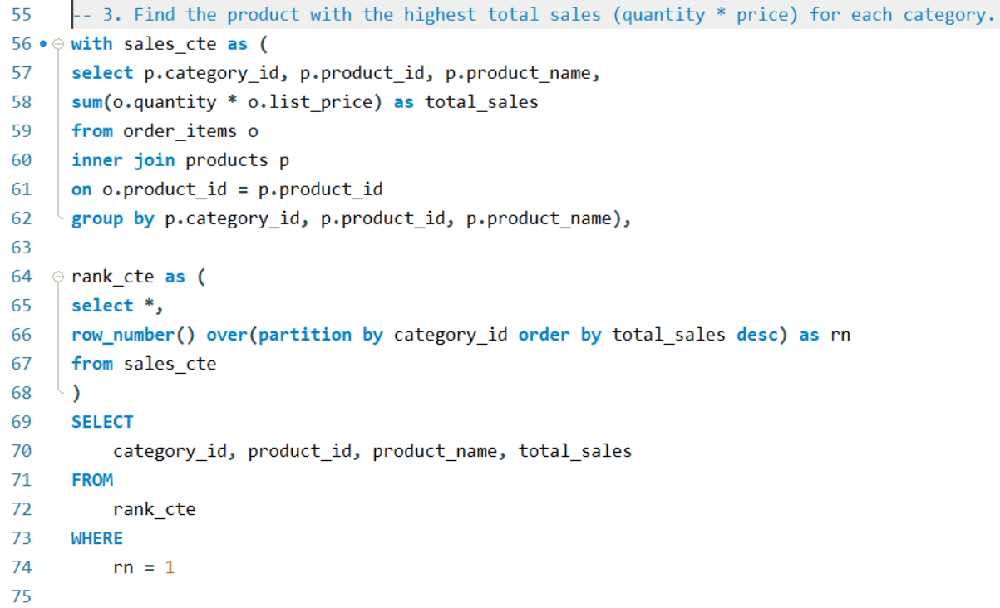 55 -- 3. Find the product with the highest total sales (quantity * price) for each category.
56 with sales_cte as (
57 select p.category_id, p.product_id, p.product_name,
58 sum(o.quantity * o.list_price) as total_sales
59 from order_items o
60 inner join products p
61 on o.product_id = p.product_id
62 group by p.category_id, p.product_id, p.product_name),
63
64 rank_cte as (
65 select *,
66 row_number() over(partition by category_id order by total_sales desc) as rn
67 from sales_cte
68 )
69 SELECT
70 category_id, product_id, product_name, total_sales
71 FROM
72 rank_cte
73 WHERE
74 rn = 1
75